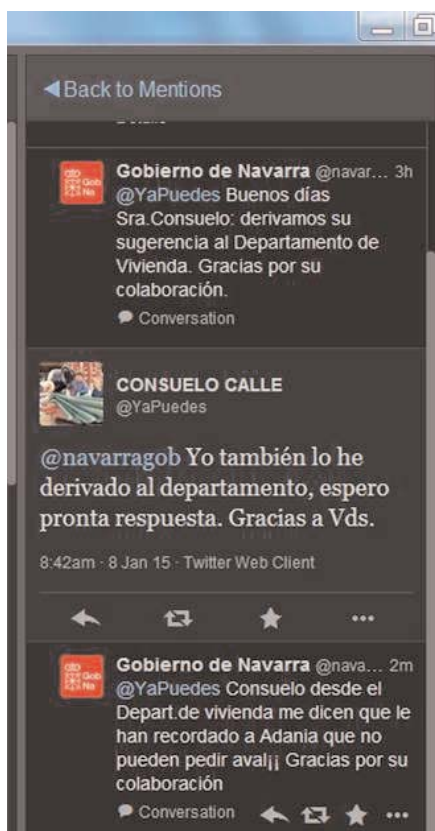 Back to Mentions
Gobierno de Navarra @navar... 3h
@YaPuedes Buenos días
Sra.Consuelo: derivamos su
sugerencia al Departamento de
Vivienda. Gracias por su
colaboración.
Conversation
CONSUELO CALLE
@YaPuedes
@navarragob Yo también lo he
derivado al departamento, espero
pronta respuesta. Gracias a Vds.
8:42am · 8 Jan 15 · Twitter Web Client
Gobierno de Navarra @nava... 2m
@YaPuedes Consuelo desde el
Depart.de vivienda me dicen que le
han recordado a Adania que no
pueden pedir aval¡¡ Gracias por su
colaboración
Conversation